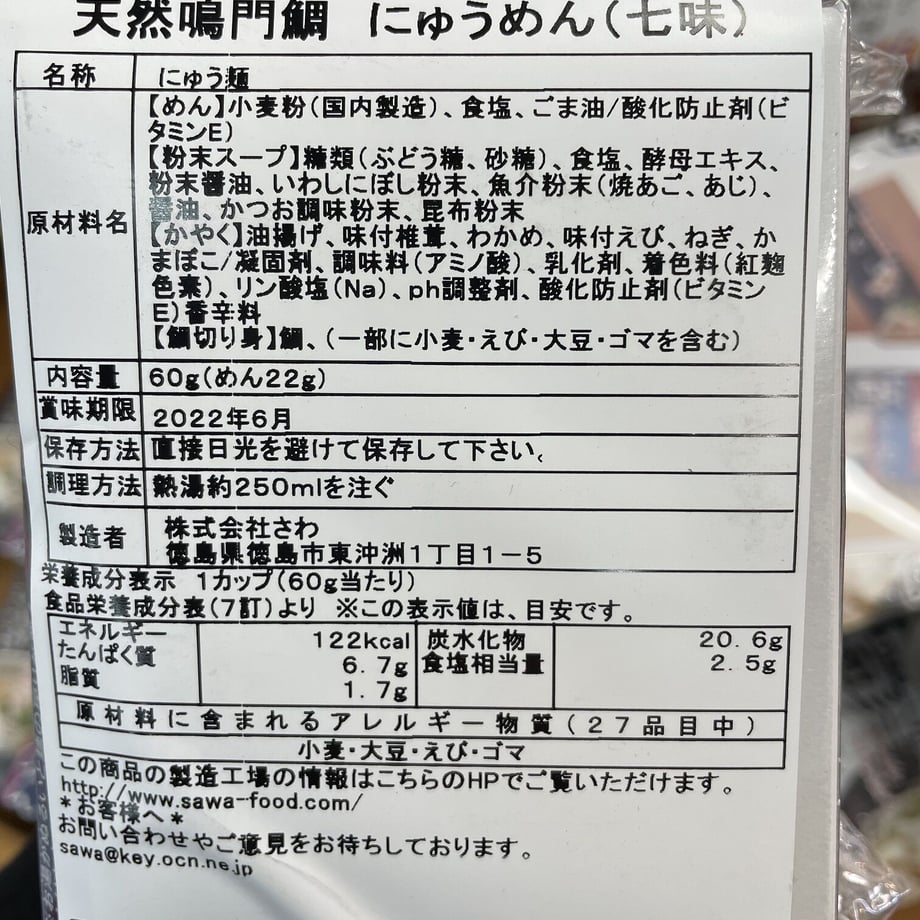 天然鳴門鯛 にゅうめん(七味)
名称 にゅう麺
原材料名
【めん】小麦粉(国内製造)、食塩、ごま油/酸化防止剤(ビ
タミンE)
【粉末スープ】糖類(ぶどう糖、砂糖)、食塩、酵母エキス、
粉末醤油、いわしにぼし粉末、魚介粉末(焼あご、あじ)、
醤油、かつお調味粉末、昆布粉末
【かやく】油揚げ、味付椎茸、わかめ、味付えび、ねぎ、か
まぼこ/凝固剤、調味料(アミノ酸)、乳化剤、着色料(紅麹
色素)、リン酸塩(Na)、ph調整剤、酸化防止剤(ビタミン
E)香辛料
【鯛切り身】鯛、(一部に小麦・えび・大豆・ゴマを含む)
内容量 60g(めん22g)
賞味期限 2022年6月
保存方法 直接日光を避けて保存して下さい。
調理方法 熱湯約250mlを注ぐ
製造者 株式会社さわ
徳島県徳島市東沖洲1丁目1-5
栄養成分表示 1カップ(60g当たり)
食品栄養成分表(7訂)より ※この表示値は、目安です。
エネルギー 122kcal 炭水化物 20.6g
たんぱく質 6.7g 食塩相当量 2.5g
脂質 1.7g
原材料に含まれるアレルギー物質(27品目中)
小麦・大豆・えび・ゴマ
この商品の製造工場の情報はこちらのHPでご覧いただけます。
http://www.sawa-food.com/
*お客様へ*
お問い合わせやご意見をお待ちしております。
sawa@key.ocn.ne.jp